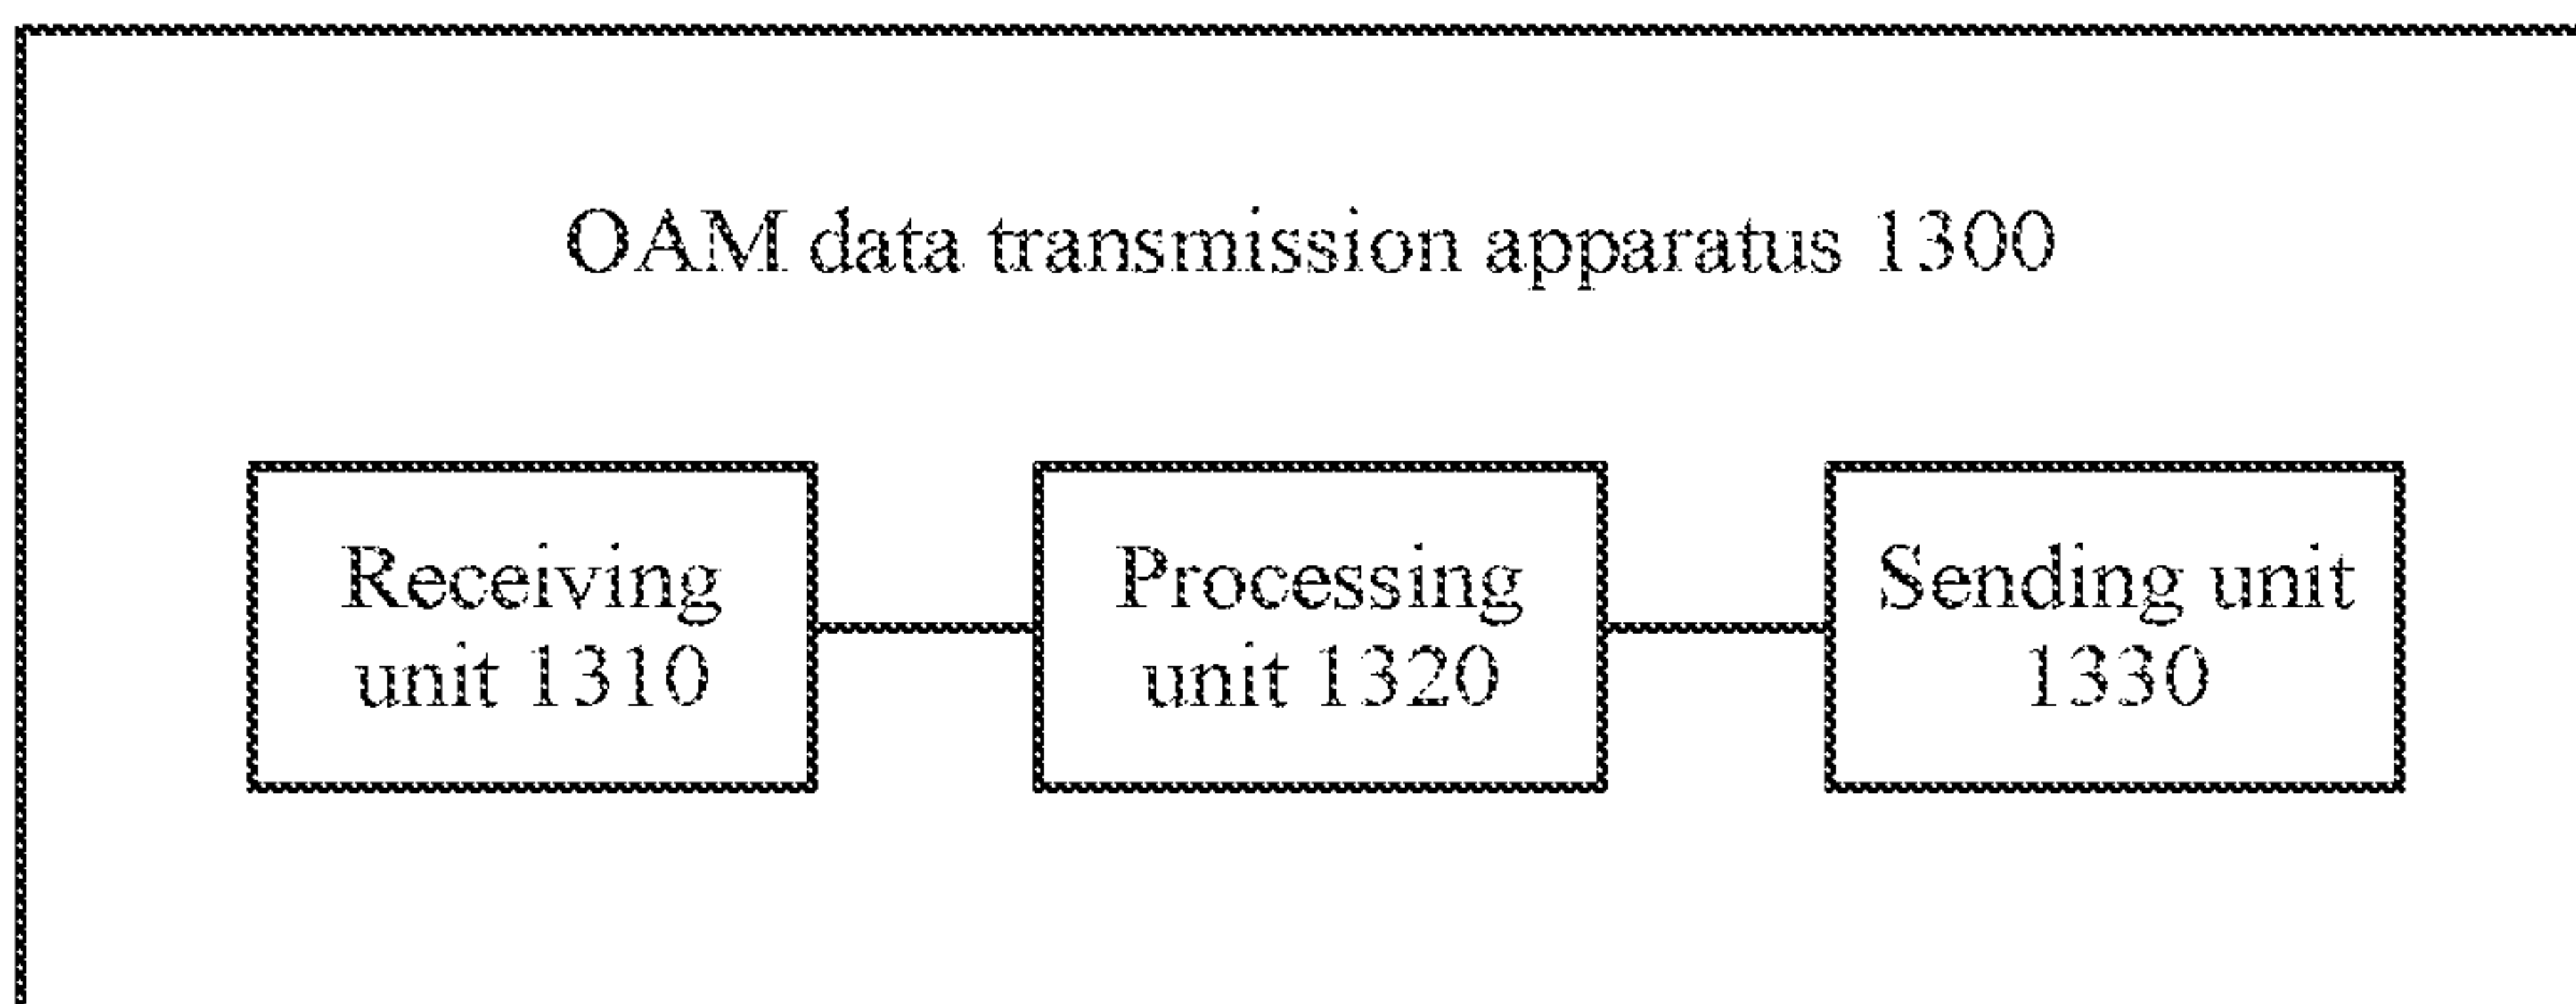 OAM data transmission apparatus 1300
Receiving
unit 1310
Processing
unit 1320
Sending unit
1330